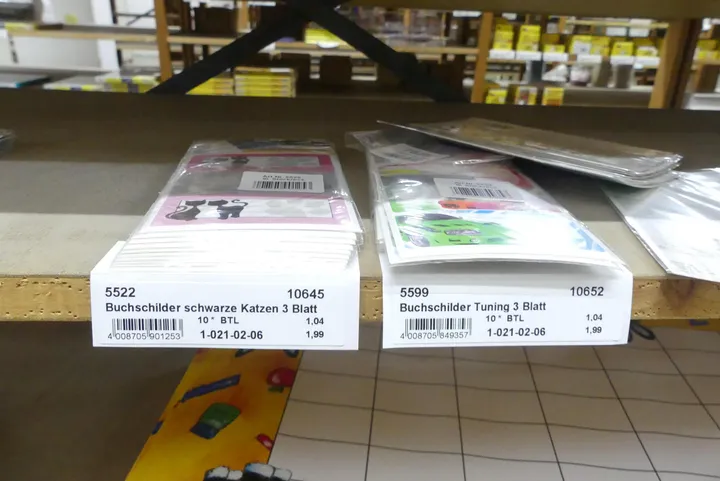 5522 10645
Buchschilder schwarze Katzen 3 Blatt
10 * BTL 1,04
4 008705 901253 1-021-02-06 1,99
5599 10652
Buchschilder Tuning 3 Blatt
10 * BTL 1,04
4 008705 849357 1-021-02-06 1,99